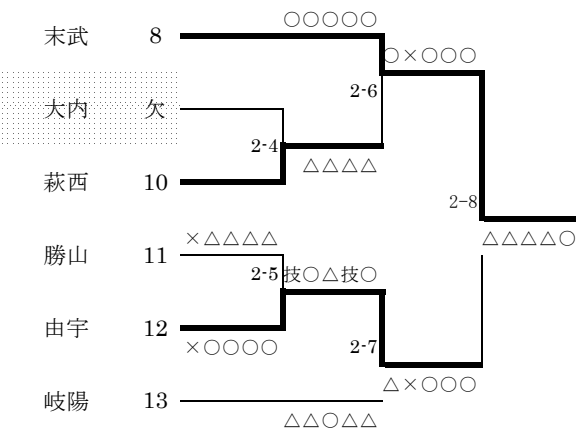 ○○○○○
末武 8
○×○○○
2-6
大内 欠
2-4
△△△△
萩西 10
2-8
×△△△△
△△△△○
勝山 11
2-5 技○△技○
由宇 12
×○○○○
2-7
△×○○○
岐陽 13
△△○△△